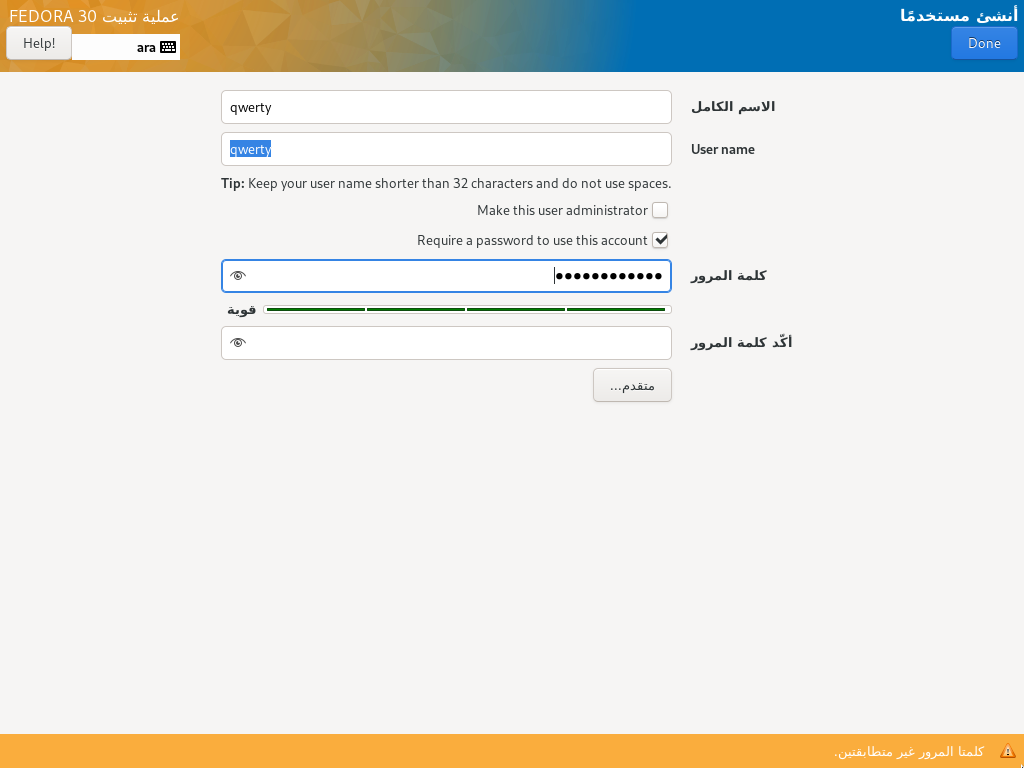 أنشئ مستخدمًا
عملية تثبيت FEDORA 30
Done
ara
Help!
الاسم الكامل
qwerty
User name
qwerty
Tip: Keep your user name shorter than 32 characters and do not use spaces.
Make this user administrator
Require a password to use this account
كلمة المرور
●●●●●●●●●●●●
قوية
أكّد كلمة المرور
متقدم...
كلمتا المرور غير متطابقتين.